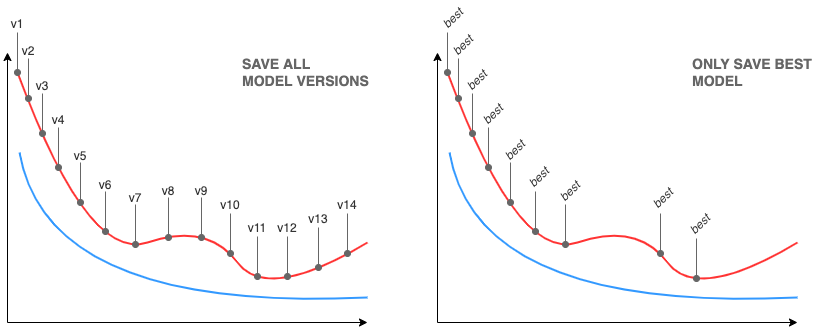 v1
v2
v3
v4
v5
v6
v7
v8
v9
v10
v11
v12
v13
v14
SAVE ALL
MODEL VERSIONS
best
best
best
best
best
best
best
best
best
ONLY SAVE BEST
MODEL